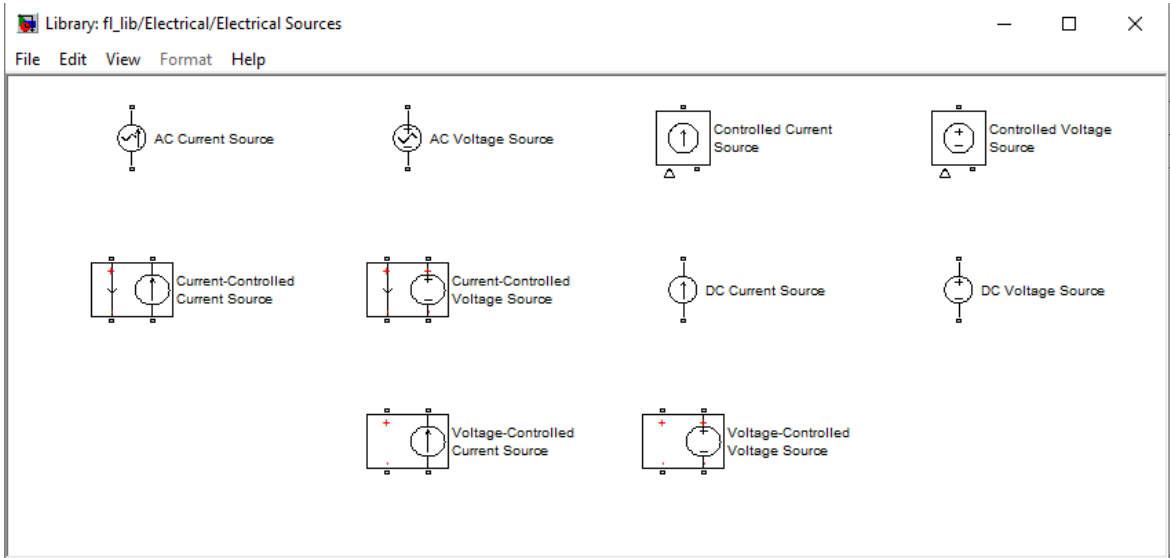 Library: fl_lib/Electrical/Electrical Sources
File Edit View Format Help
AC Current Source
AC Voltage Source
Controlled Current
Source
Controlled Voltage
Source
Current-Controlled
Current Source
Current-Controlled
Voltage Source
DC Current Source
DC Voltage Source
Voltage-Controlled
Current Source
Voltage-Controlled
Voltage Source